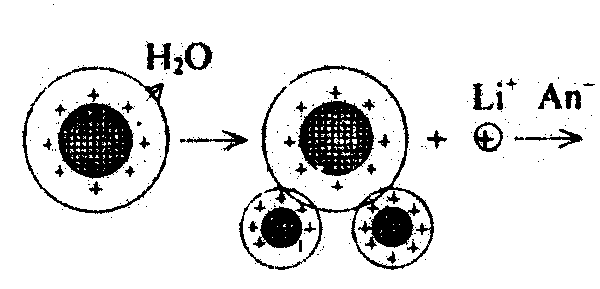 H₂O
+ Li⁺ An⁻